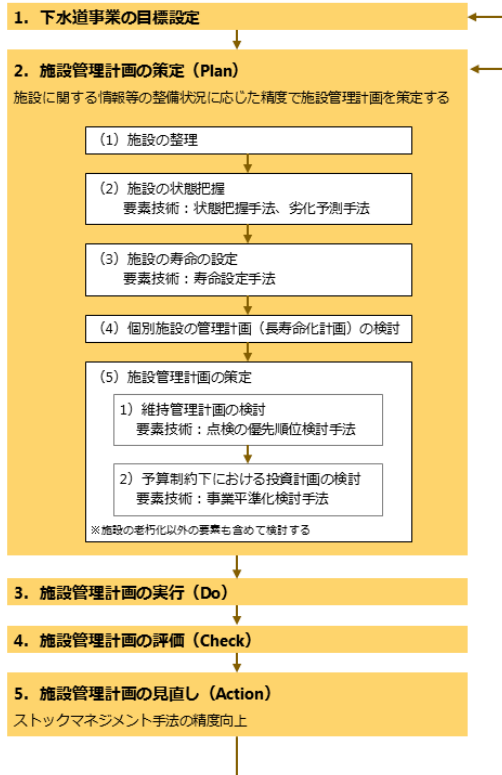 1. 下水道事業の目標設定
2. 施設管理計画の策定（Plan）
施設に関する情報等の整備状況に応じた精度で施設管理計画を策定する
（1）施設の整理
（2）施設の状態把握
要素技術：状態把握手法、劣化予測手法
（3）施設の寿命の設定
要素技術：寿命設定手法
（4）個別施設の管理計画（長寿命化計画）の検討
（5）施設管理計画の策定
1）維持管理計画の検討
要素技術：点検の優先順位検討手法
2）予算制約下における投資計画の検討
要素技術：事業平準化検討手法
※施設の老朽化以外の要素も含めて検討する
3. 施設管理計画の実行（Do）
4. 施設管理計画の評価（Check）
5. 施設管理計画の見直し（Action）
ストックマネジメント手法の精度向上